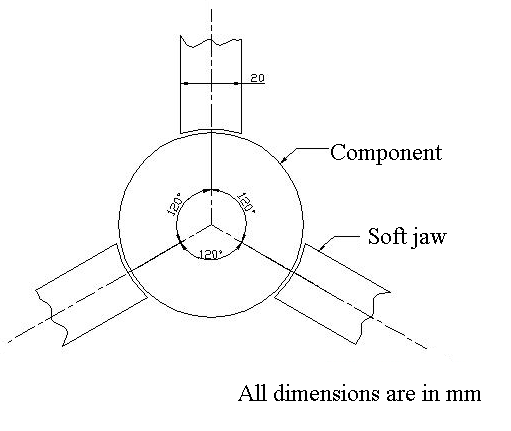 20
Component
120°
120°
120°
Soft jaw
All dimensions are in mm